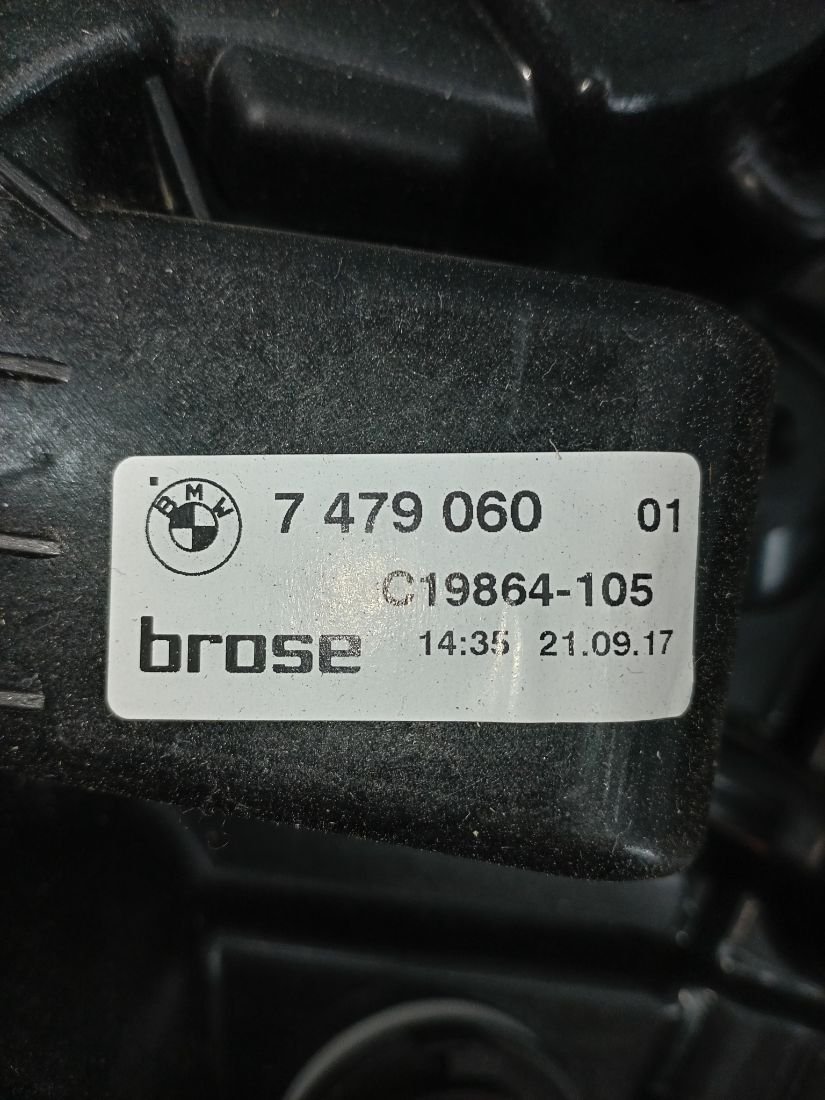 BMW 7 479 060 01
C19864-105
brose 14:35 21.09.17